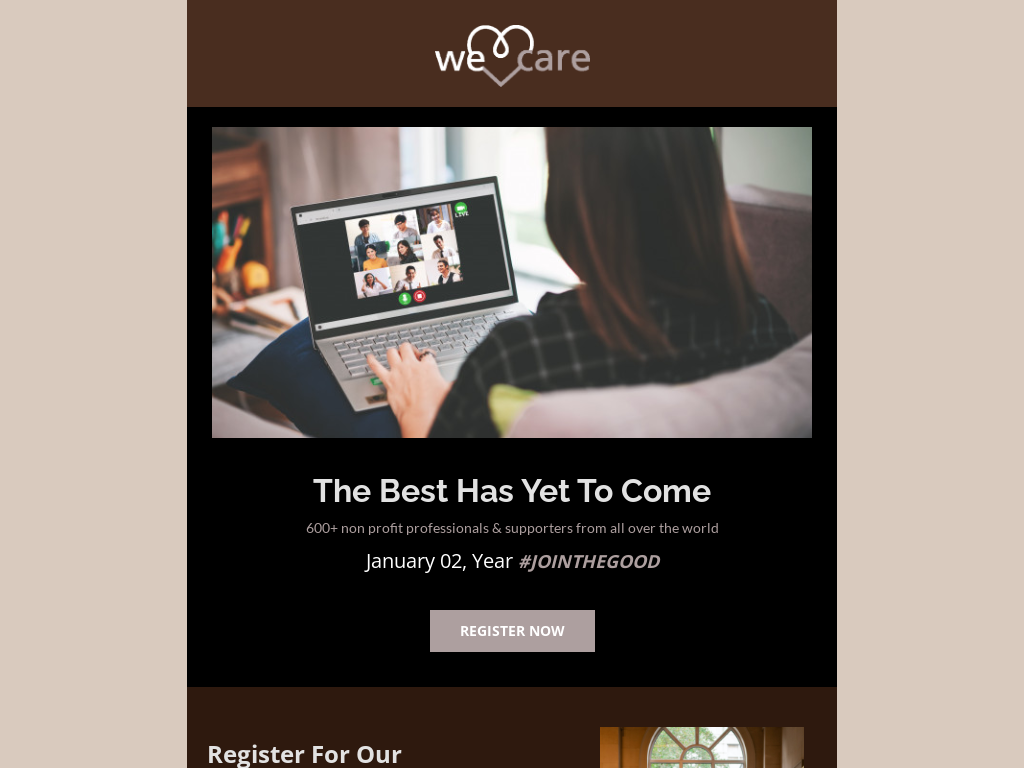 we care
LIVE
The Best Has Yet To Come
600+ non profit professionals & supporters from all over the world
January 02, Year #JOINTHEGOOD
REGISTER NOW
Register For Our